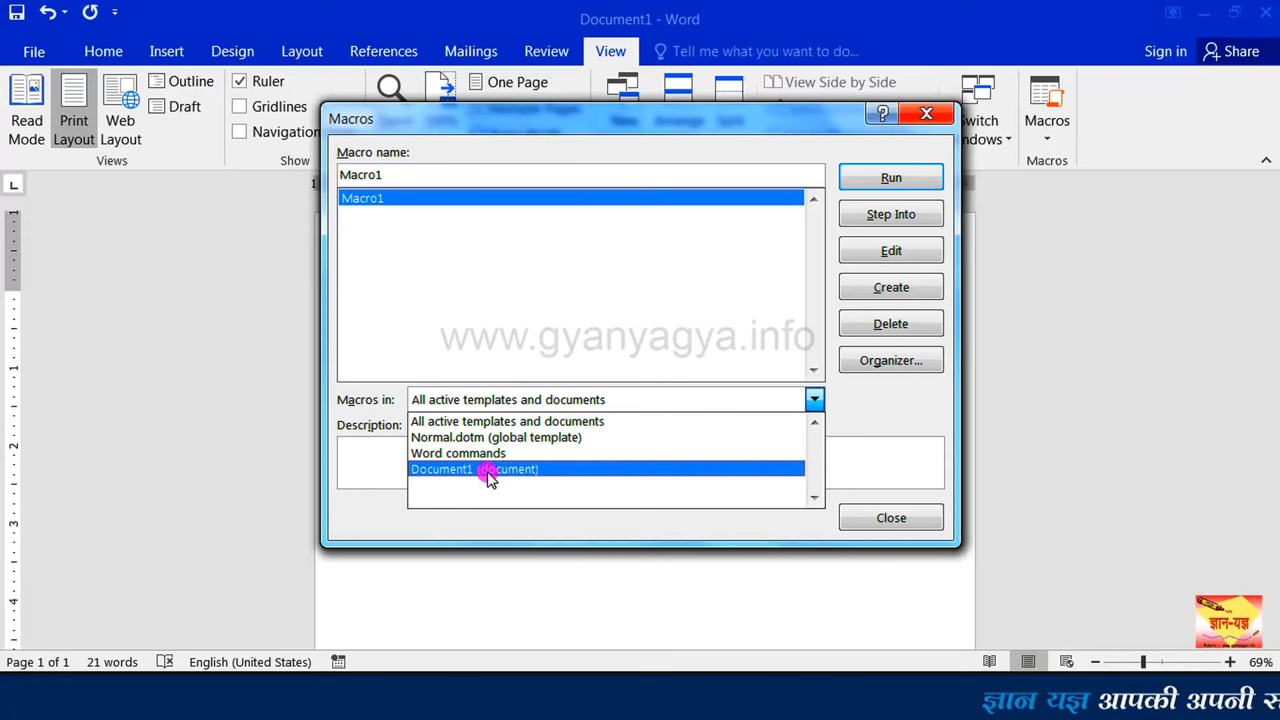 Document1 - Word
File Home Insert Design Layout References Mailings Review View Tell me what you want to do... Sign in Share
Read Mode
Print Layout
Web Layout
Outline
Draft
Views
Ruler
Gridlines
Navigation
Show
One Page
View Side by Side
Macros
Macros
Macros
Macro name:
Macro1
Macro1
Run
Step Into
Edit
Create
Delete
Organizer...
www.gyanyagya.info
Macros in: All active templates and documents
All active templates and documents
Normal.dotm (global template)
Word commands
Document1 (document)
Description:
Close
ज्ञान-यज्ञ
Page 1 of 1 21 words English (United States) 69%
ज्ञान यज्ञ आपकी अपनी